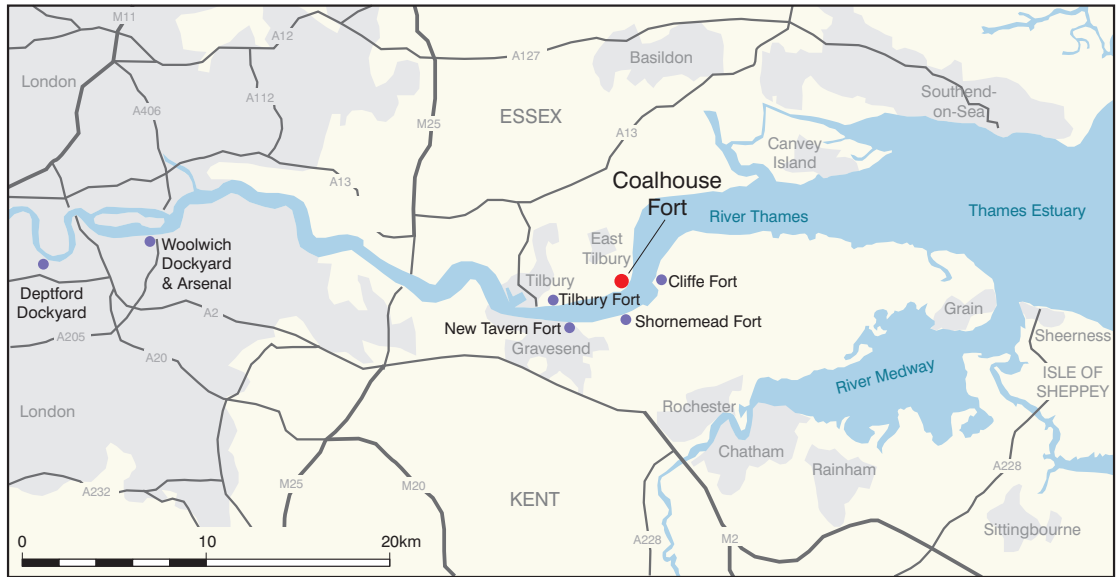 M11
A12
A127
London
Basildon
A112
A406
Southend-
on-Sea
ESSEX
M25
A13
Canvey
Island
A13
Coalhouse
Fort
River Thames
Thames Estuary
East
Tilbury
Woolwich
Dockyard
& Arsenal
Tilbury
Cliffe Fort
Deptford
Dockyard
Tilbury Fort
Grain
A2
New Tavern Fort
Shornemead Fort
A205
Gravesend
Sheerness
A20
River Medway
ISLE OF
SHEPPEY
London
Rochester
Chatham
Rainham
A228
A232
M25
M20
KENT
Sittingbourne
0
10
20km
A228
M2